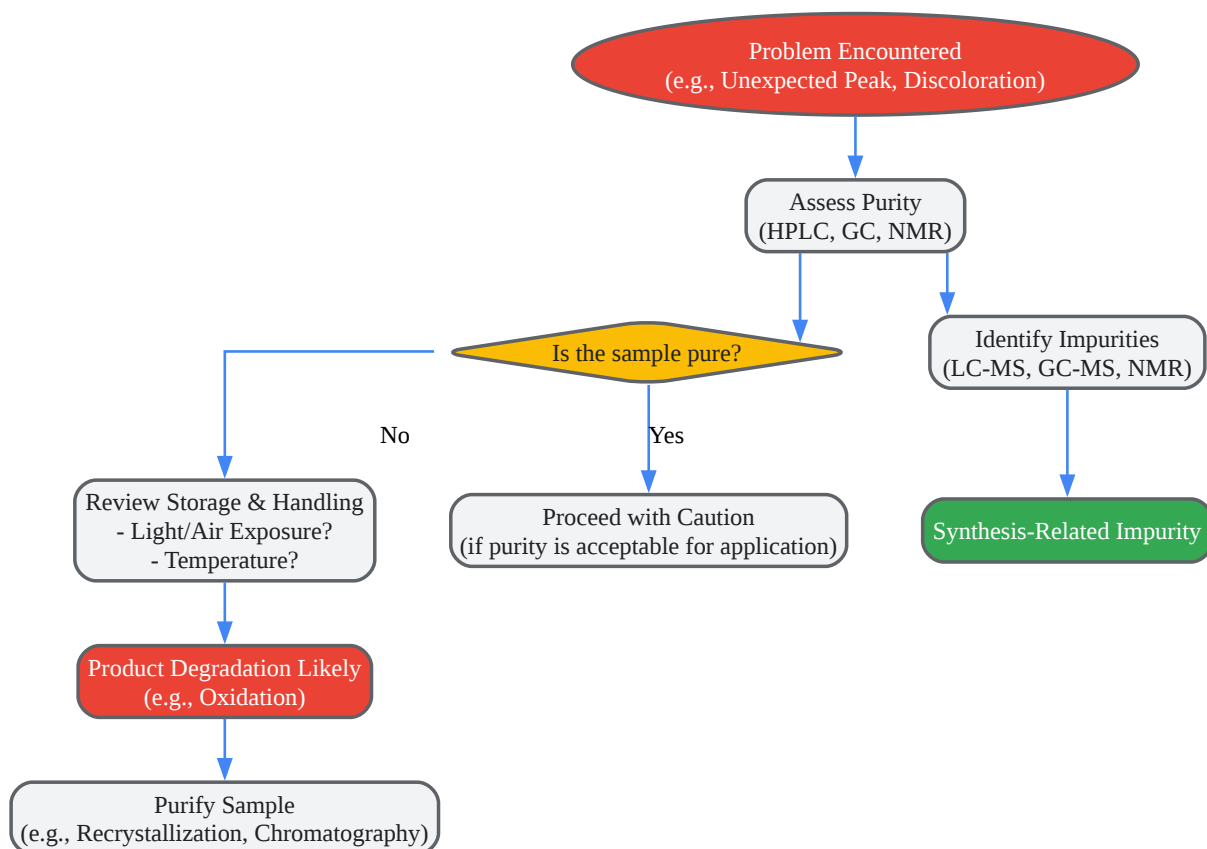 Problem Encountered
(e.g., Unexpected Peak, Discoloration)
Assess Purity
(HPLC, GC, NMR)
Is the sample pure?
Identify Impurities
(LC-MS, GC-MS, NMR)
No
Yes
Review Storage & Handling
- Light/Air Exposure?
- Temperature?
Proceed with Caution
(if purity is acceptable for application)
Synthesis-Related Impurity
Product Degradation Likely
(e.g., Oxidation)
Purify Sample
(e.g., Recrystallization, Chromatography)